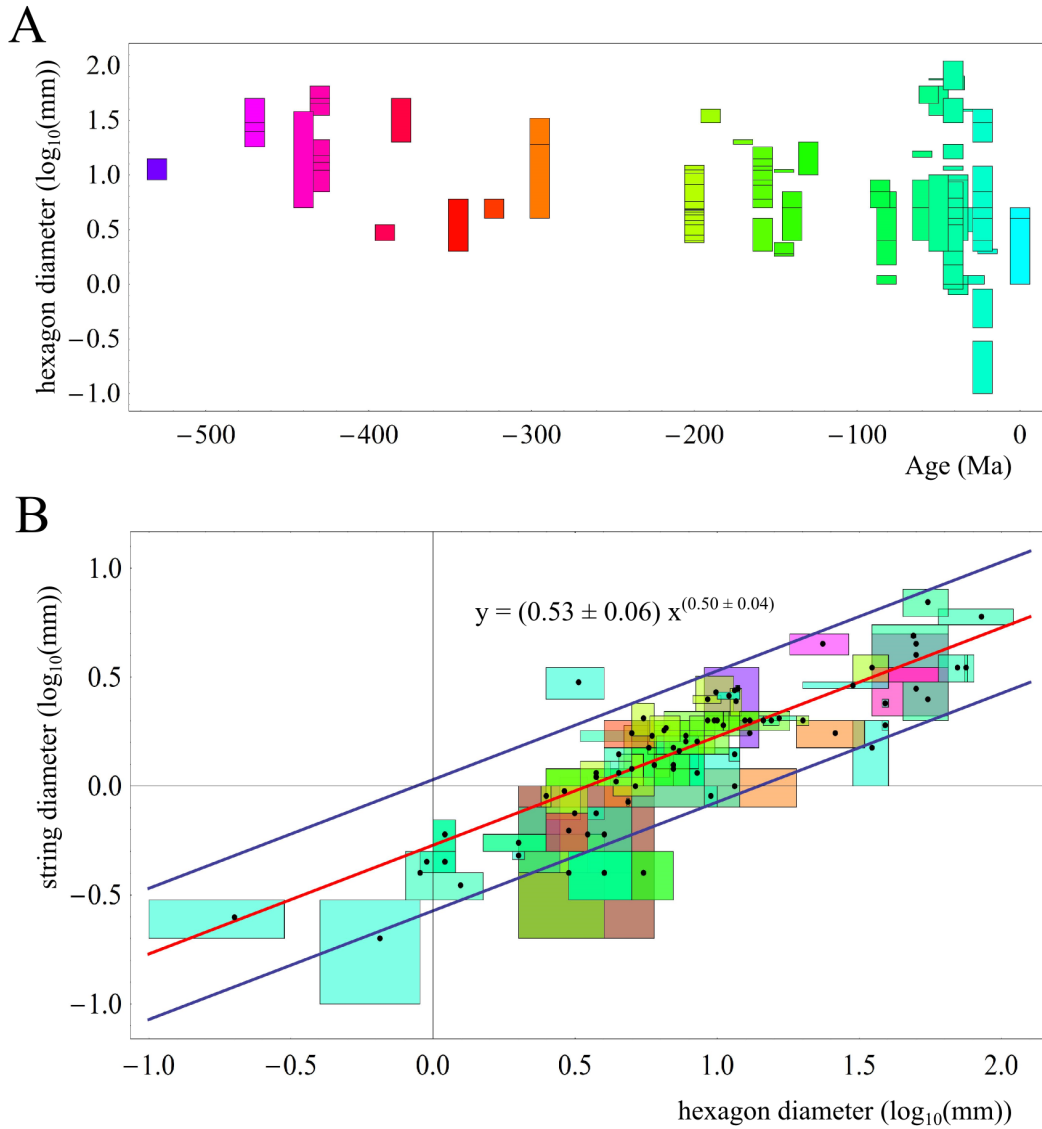 A
hexagon diameter (log₁₀(mm))
2.0
1.5
1.0
0.5
0.0
−0.5
−1.0
−500 −400 −300 −200 −100 0
Age (Ma)
B
string diameter (log₁₀(mm))
y = (0.53 ± 0.06) x^(0.50 ± 0.04)
1.0
0.5
0.0
−0.5
−1.0
−1.0 −0.5 0.0 0.5 1.0 1.5 2.0
hexagon diameter (log₁₀(mm))